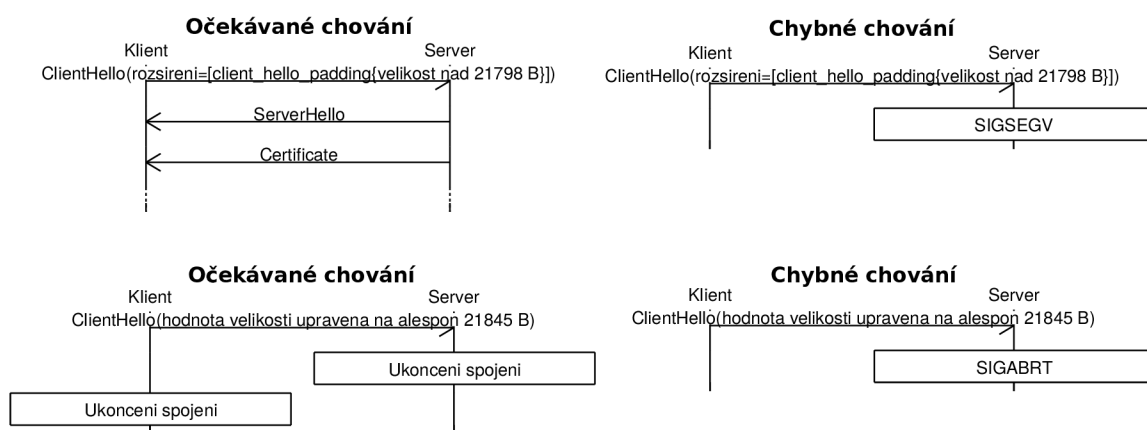 Očekávané chování
Klient Server
ClientHello(rozsireni=[client_hello_padding{velikost nad 21798 B}])
ServerHello
Certificate
Chybné chování
Klient Server
ClientHello(rozsireni=[client_hello_padding{velikost nad 21798 B}])
SIGSEGV
Očekávané chování
Klient Server
ClientHello(hodnota velikosti upravena na alespon 21845 B)
Ukonceni spojeni
Ukonceni spojeni
Chybné chování
Klient Server
ClientHello(hodnota velikosti upravena na alespon 21845 B)
SIGABRT